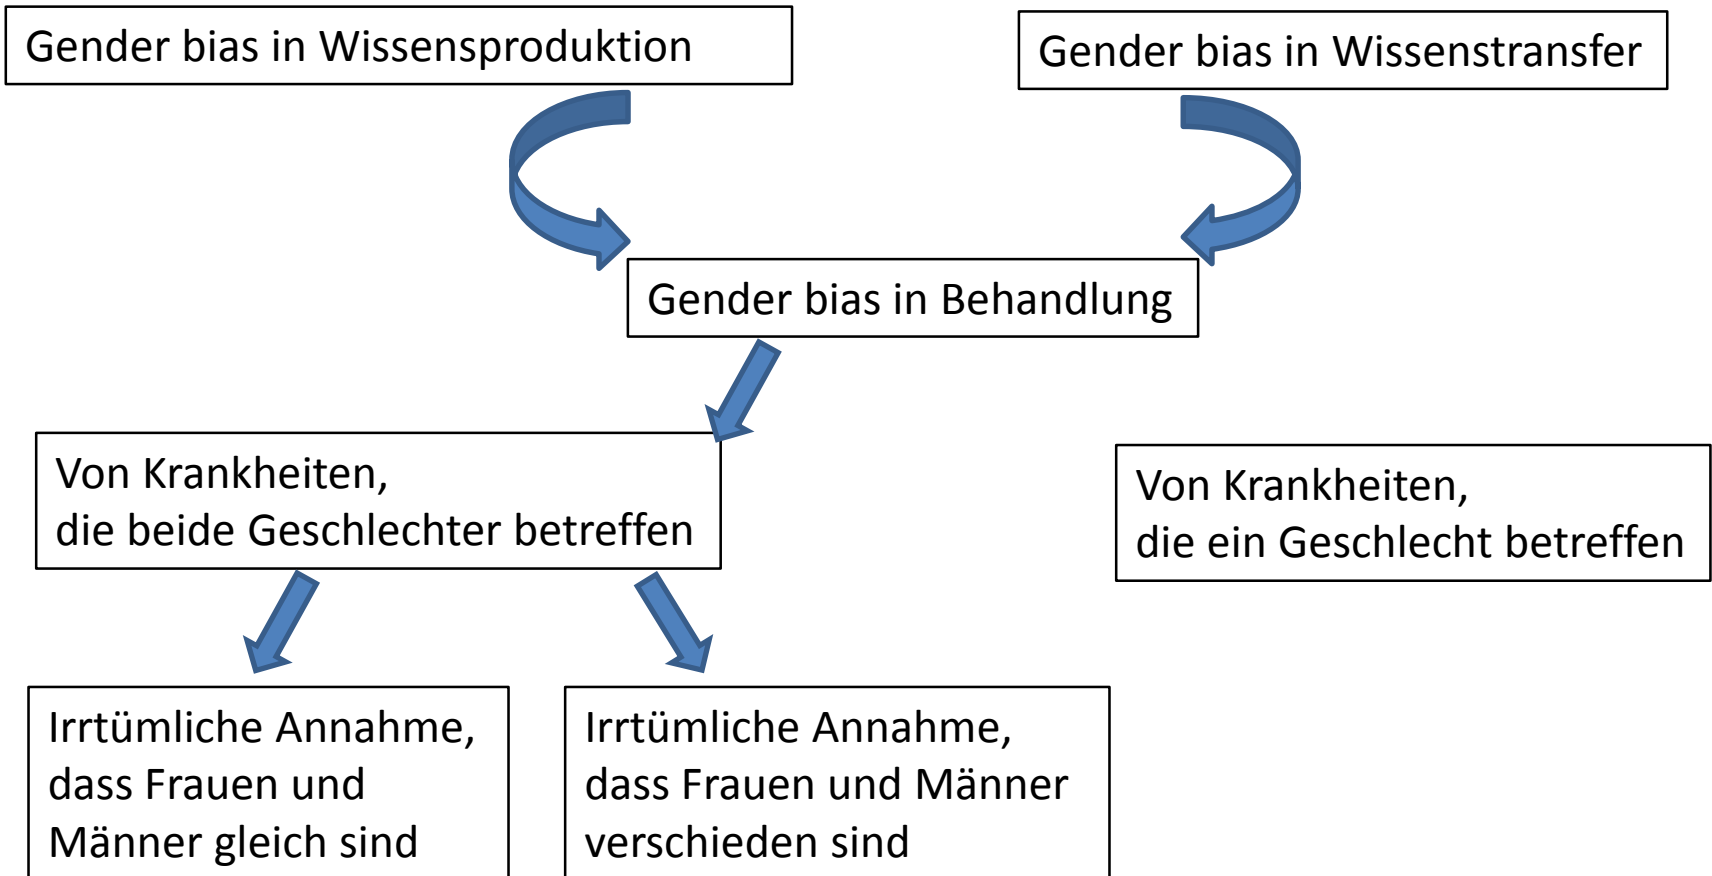 Gender bias in Wissensproduktion
Gender bias in Wissenstransfer
Gender bias in Behandlung
Von Krankheiten,
die beide Geschlechter betreffen
Von Krankheiten,
die ein Geschlecht betreffen
Irrtümliche Annahme,
dass Frauen und
Männer gleich sind
Irrtümliche Annahme,
dass Frauen und Männer
verschieden sind